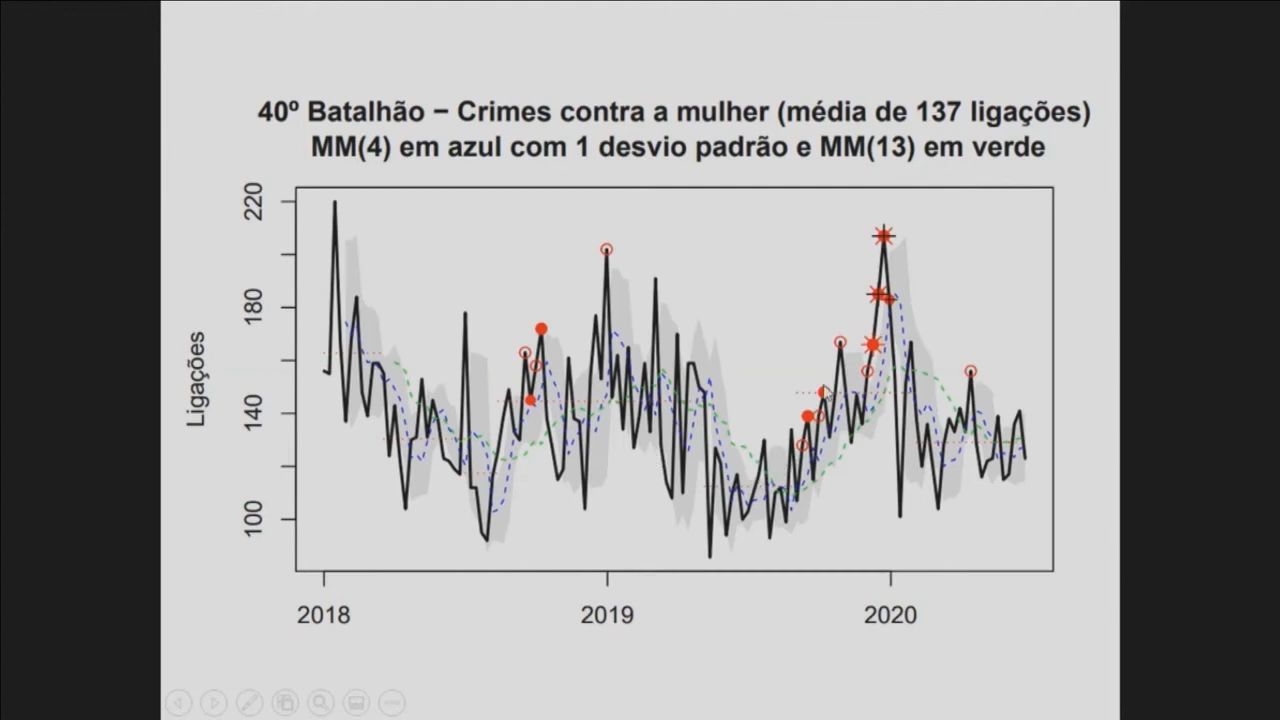 40º Batalhão − Crimes contra a mulher (média de 137 ligações)
MM(4) em azul com 1 desvio padrão e MM(13) em verde
220
180
140
100
Ligações
2018
2019
2020